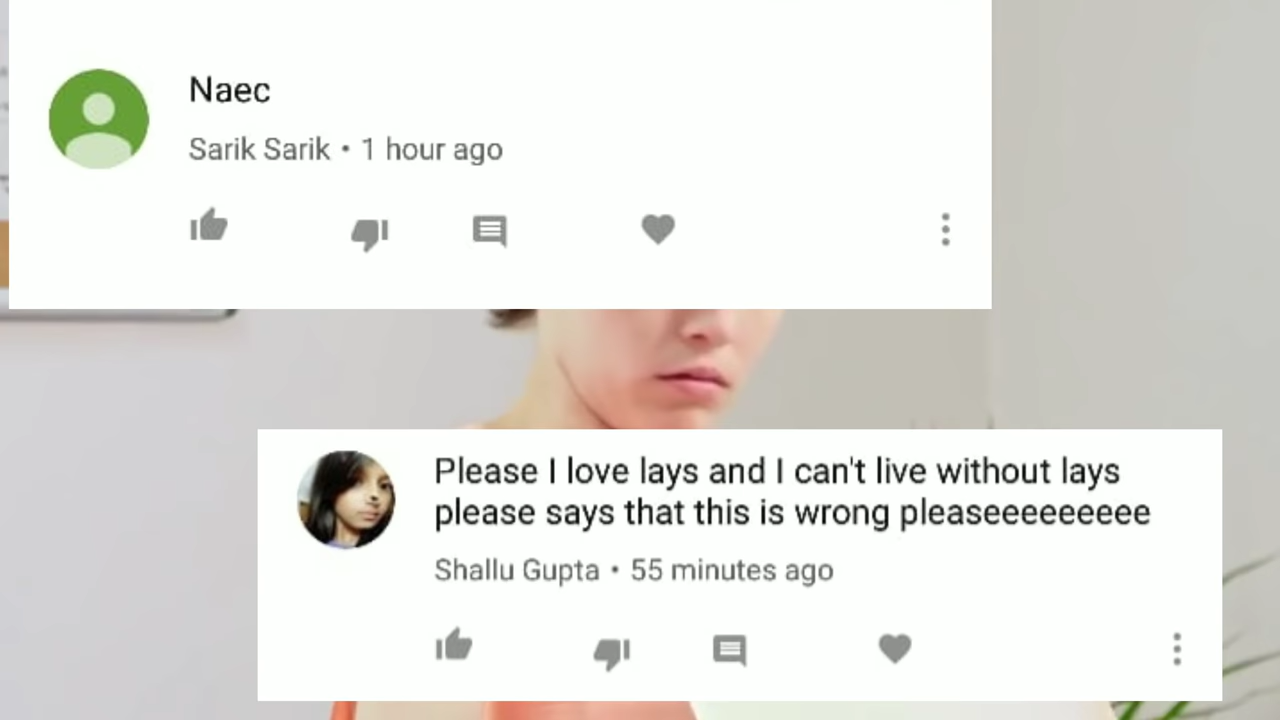 Naec
Sarik Sarik • 1 hour ago
Please I love lays and I can't live without lays
please says that this is wrong pleaseeeeeeeeee
Shallu Gupta • 55 minutes ago